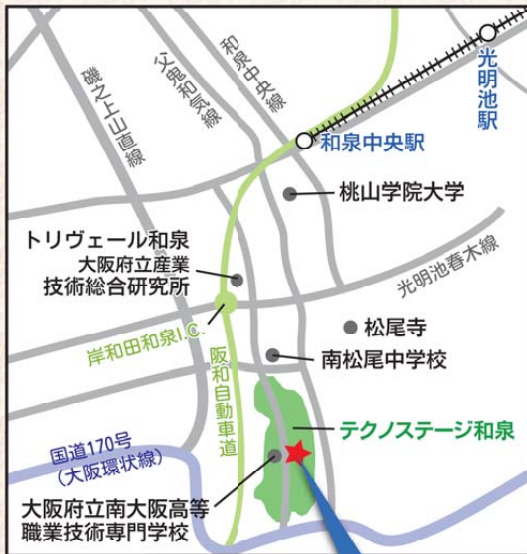 磯之上山直線
父鬼和気線
和泉中央線
光明池駅
和泉中央駅
桃山学院大学
トリヴェール和泉
大阪府立産業
技術総合研究所
光明池春木線
岸和田和泉I.C.
松尾寺
阪和自動車道
南松尾中学校
国道170号
(大阪環状線)
テクノステージ和泉
大阪府立南大阪高等
職業技術専門学校